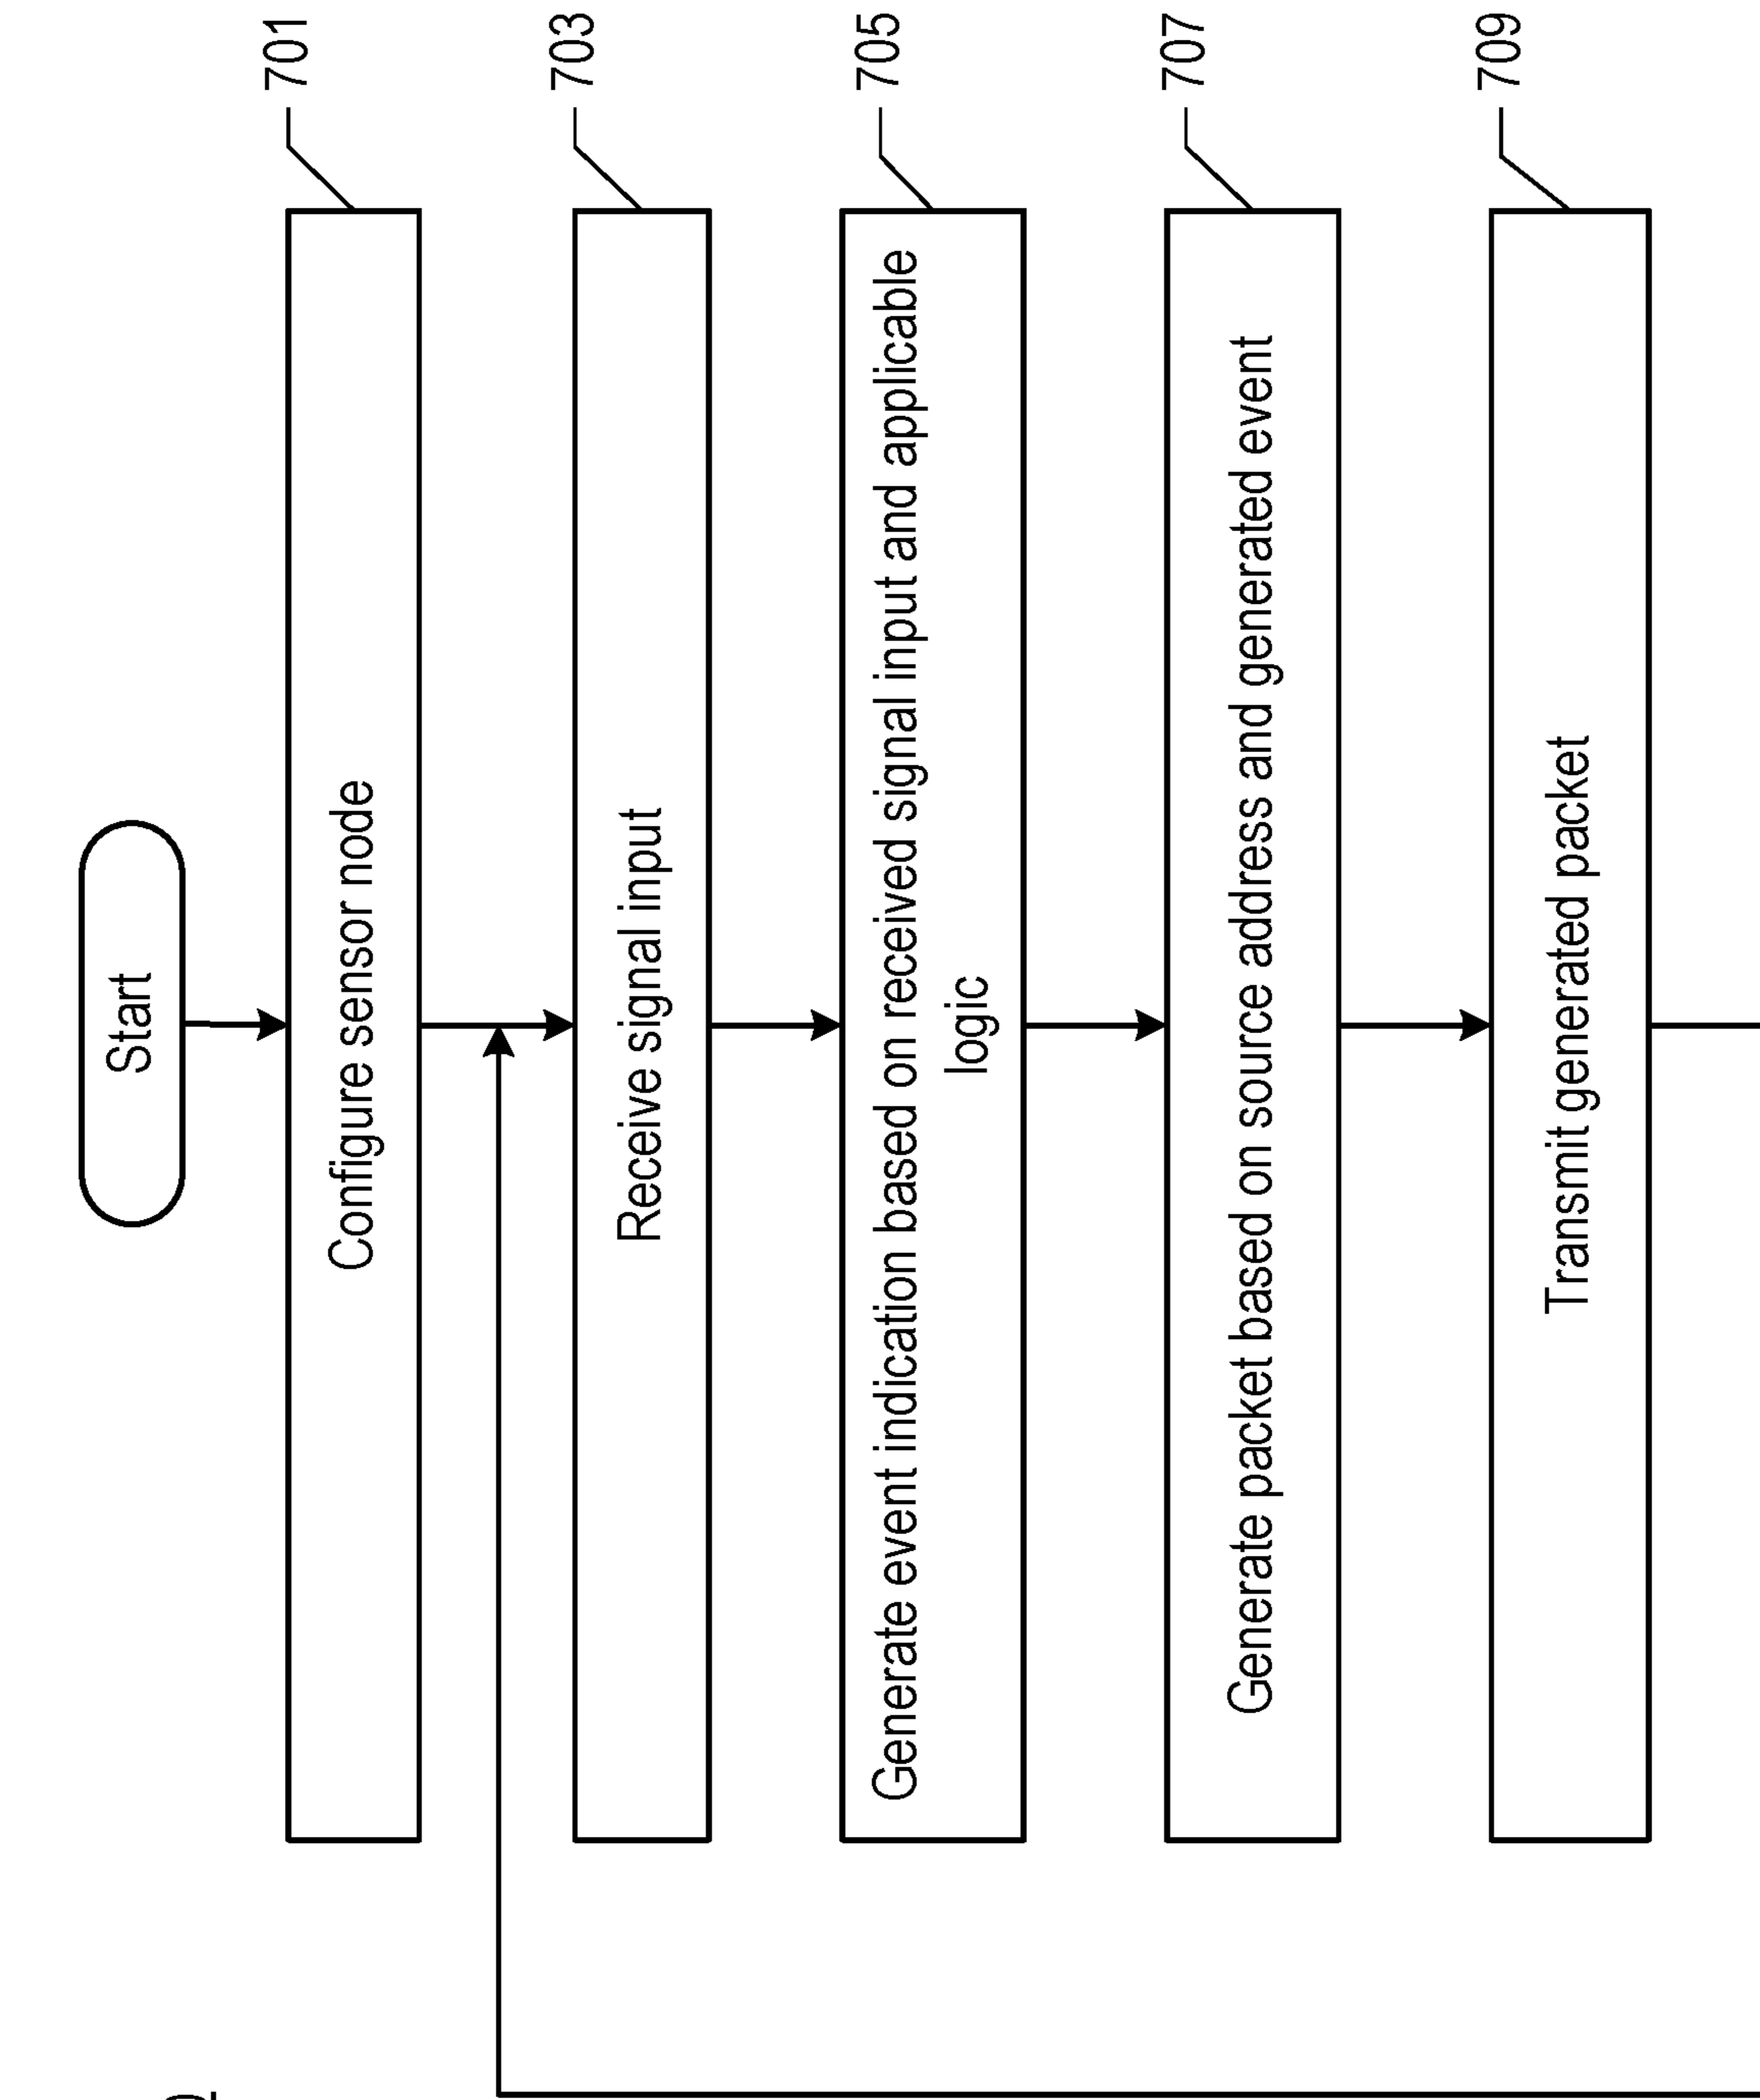 Start
Configure sensor node
701
Receive signal input
703
Generate event indication based on received signal input and applicable
logic
705
Generate packet based on source address and generated event
707
Transmit generated packet
709